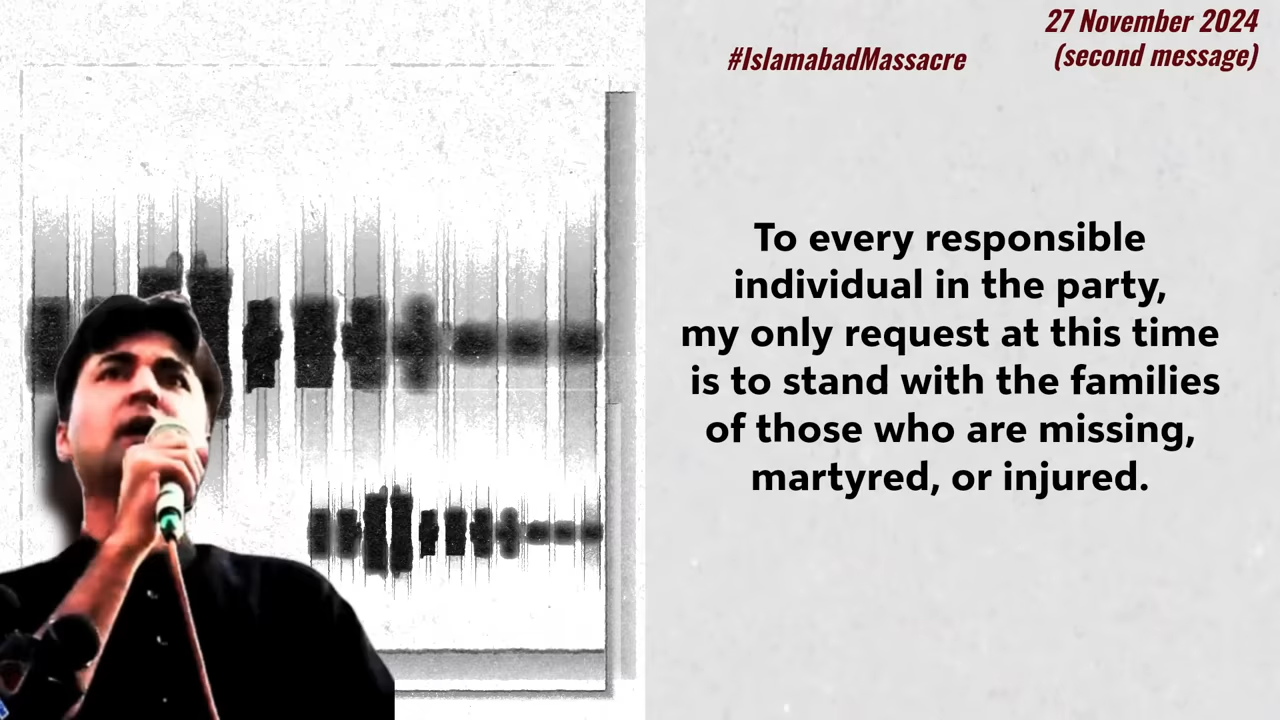 #IslamabadMassacre
27 November 2024
(second message)
To every responsible
individual in the party,
my only request at this time
is to stand with the families
of those who are missing,
martyred, or injured.